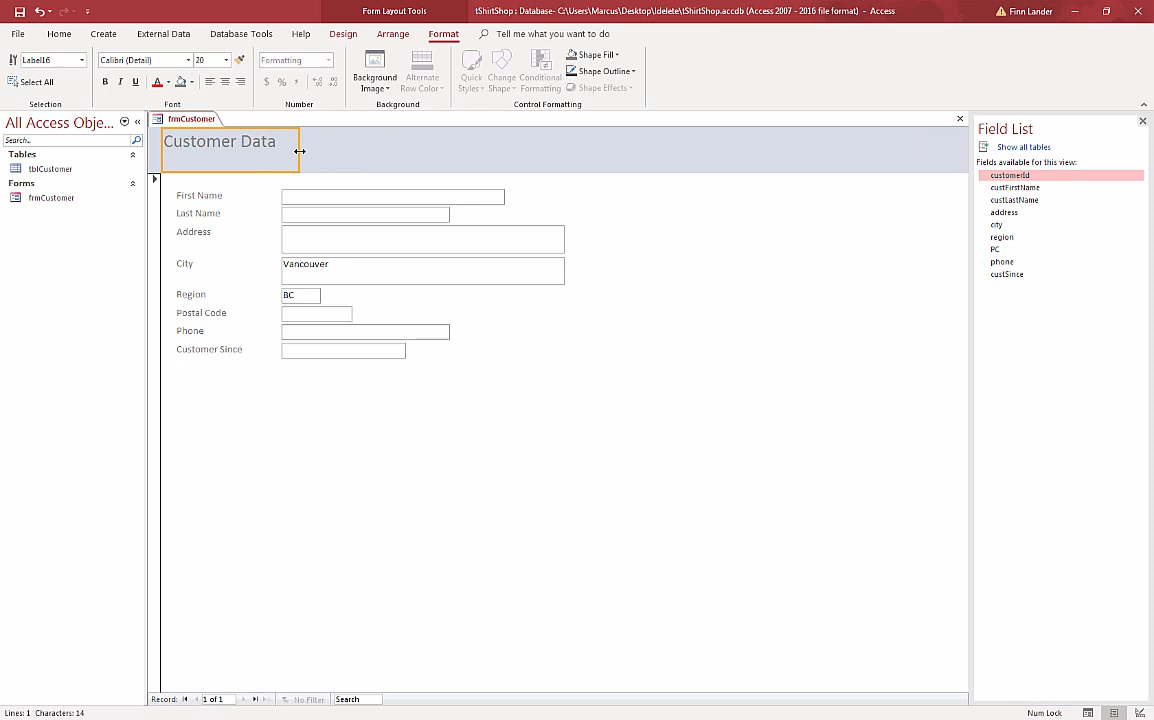 Form Layout Tools
tShirtShop : Database- C:\Users\Marcus\Desktop\!delete\tShirtShop.accdb (Access 2007 - 2016 file format) - Access
Finn Lander
File Home Create External Data Database Tools Help Design Arrange Format Tell me what you want to do
Label16
Select All
Selection
Calibri (Detail) 20
B I U A
Font
Formatting
$ % ,
Number
Background Image
Alternate Row Color
Background
Quick Styles
Change Shape
Conditional Formatting
Shape Fill
Shape Outline
Shape Effects
Control Formatting
All Access Obje...
Search...
Tables
tblCustomer
Forms
frmCustomer
frmCustomer
Customer Data
First Name
Last Name
Address
City Vancouver
Region BC
Postal Code
Phone
Customer Since
Record: 1 of 1 No Filter Search
Field List
Show all tables
Fields available for this view:
customerId
custFirstName
custLastName
address
city
region
PC
phone
custSince
Lines: 1 Characters: 14
Num Lock